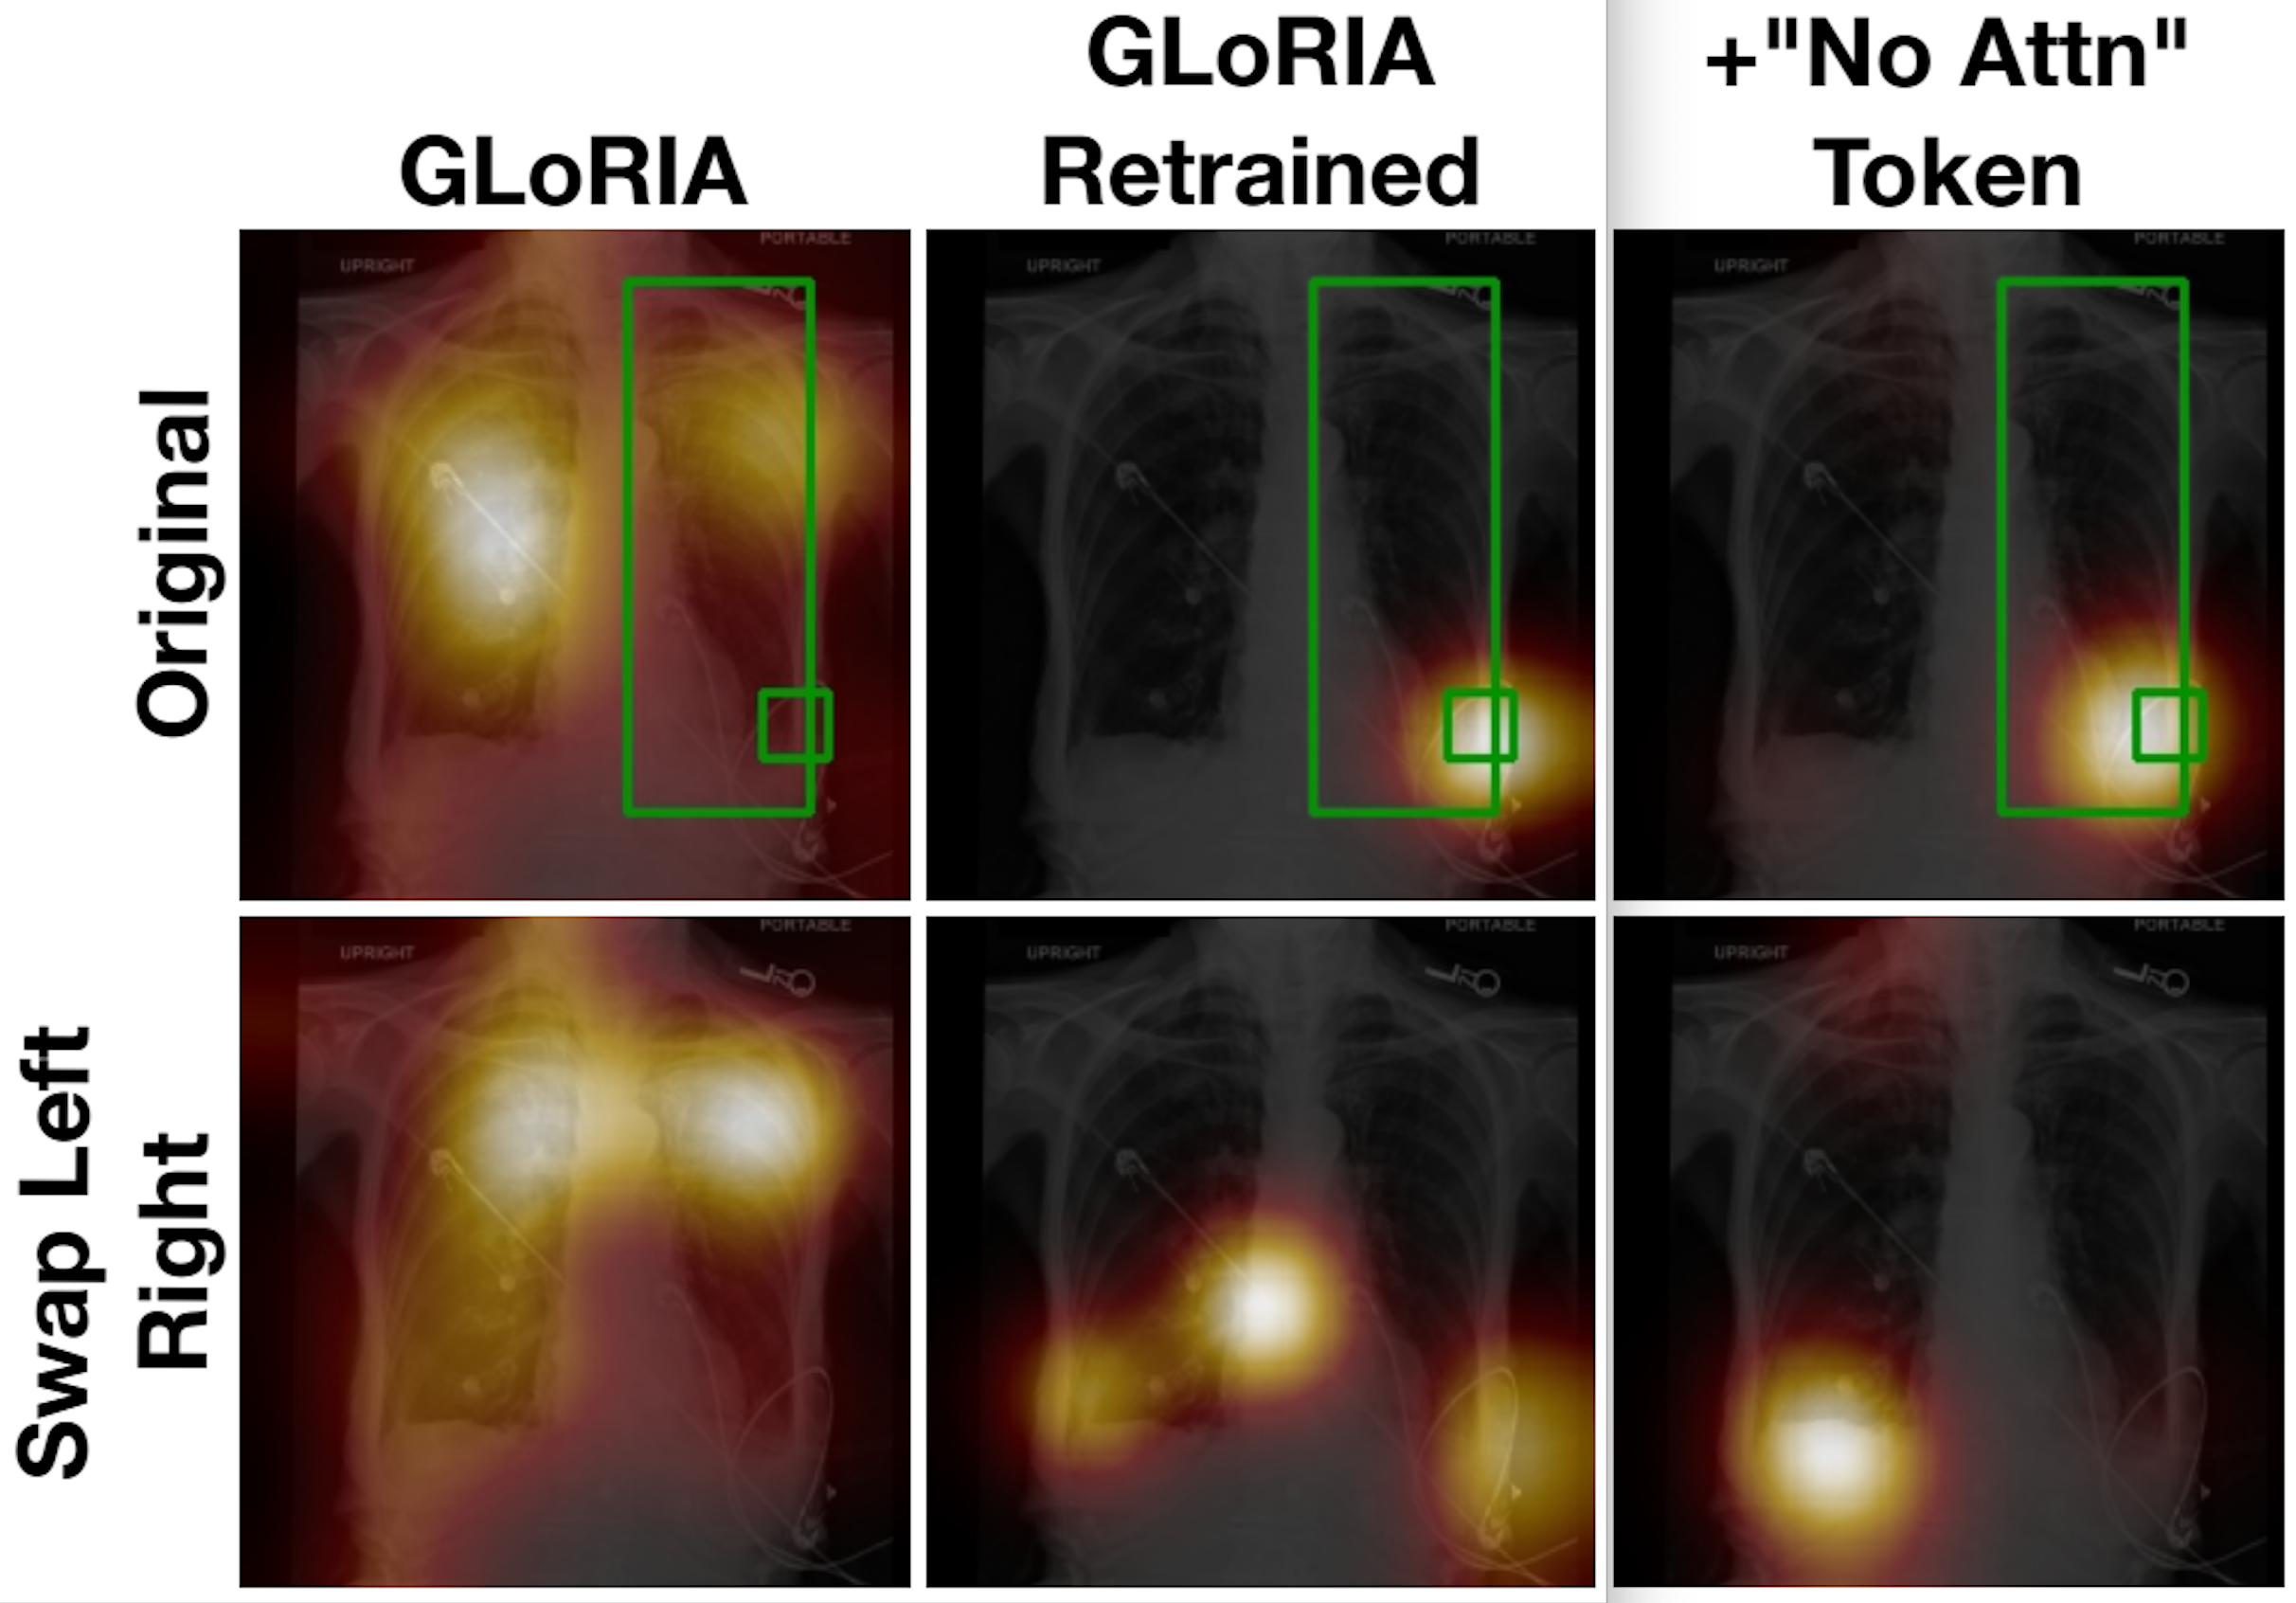 GLoRIA
GLoRIA
Retrained
+"No Attn"
Token
Original
UPRIGHT
PORTABLE
UPRIGHT
PORTABLE
UPRIGHT
PORTABLE
Swap Left
Right
UPRIGHT
PORTABLE
UPRIGHT
PORTABLE
UPRIGHT
PORTABLE